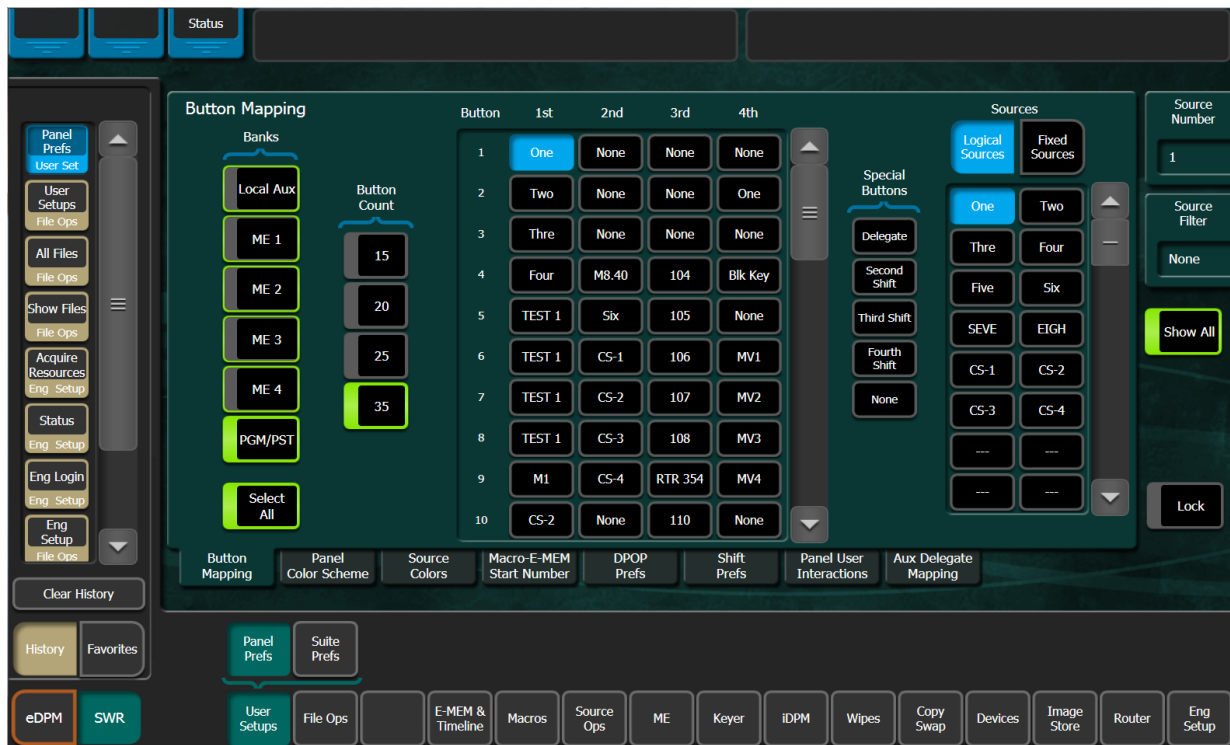 Status
Panel
Prefs
User Set
User
Setups
File Ops
All Files
File Ops
Show Files
File Ops
Acquire
Resources
Eng Setup
Status
Eng Setup
Eng Login
Eng Setup
Eng
Setup
File Ops
Clear History
History Favorites
eDPM SWR
Button Mapping
Banks
Local Aux
ME 1
ME 2
ME 3
ME 4
PGM/PST
Select
All
Button
Count
15
20
25
35
Button 1st 2nd 3rd 4th
1 One None None None
2 Two None None One
3 Thre None None None
4 Four M8.40 104 Blk Key
5 TEST 1 Six 105 None
6 TEST 1 CS-1 106 MV1
7 TEST 1 CS-2 107 MV2
8 TEST 1 CS-3 108 MV3
9 M1 CS-4 RTR 354 MV4
10 CS-2 None 110 None
Special
Buttons
Delegate
Second
Shift
Third Shift
Fourth
Shift
None
Sources
Logical
Sources
Fixed
Sources
One Two
Thre Four
Five Six
SEVE EIGH
CS-1 CS-2
CS-3 CS-4
--- ---
--- ---
Source
Number
1
Source
Filter
None
Show All
Lock
Button
Mapping
Panel
Color Scheme
Source
Colors
Macro-E-MEM
Start Number
DPOP
Prefs
Shift
Prefs
Panel User
Interactions
Aux Delegate
Mapping
Panel
Prefs
Suite
Prefs
User
Setups
File Ops
E-MEM &
Timeline
Macros
Source
Ops
ME
Keyer
iDPM
Wipes
Copy
Swap
Devices
Image
Store
Router
Eng
Setup